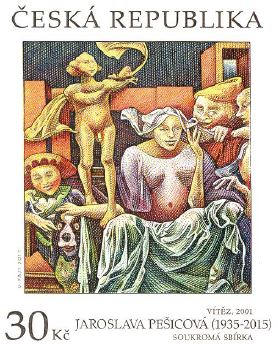 ČESKÁ REPUBLIKA
VÍTĚZ, 2001
30 Kč JAROSLAVA PEŠICOVÁ (1935-2015)
SOUKROMÁ SBÍRKA